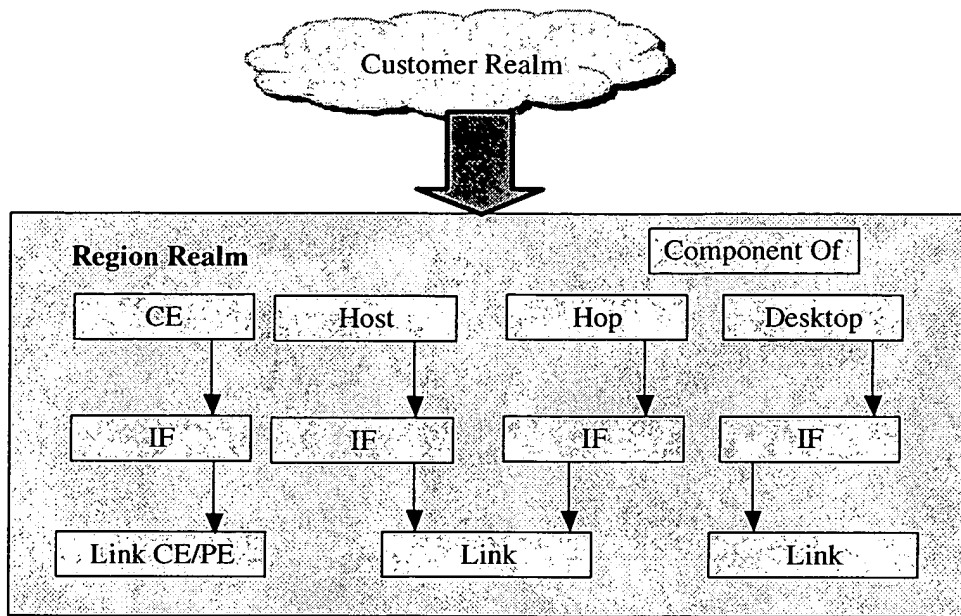 Customer Realm
Component Of
Region Realm
CE
Host
Hop
Desktop
IF
IF
IF
IF
Link CE/PE
Link
Link